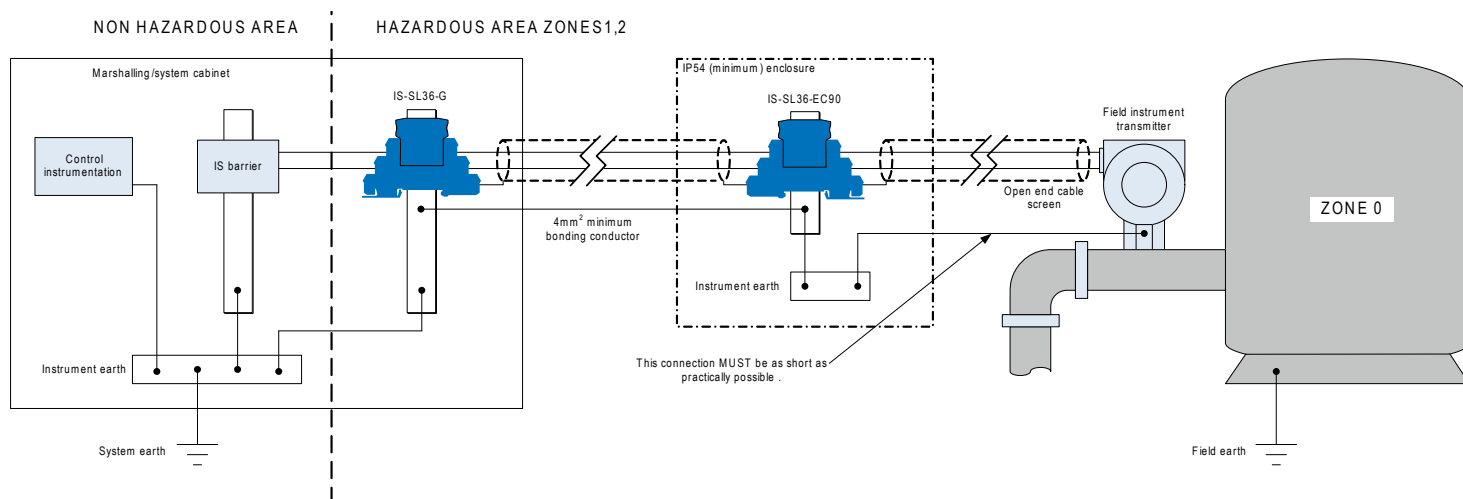 NON HAZARDOUS AREA
HAZARDOUS AREA ZONES 1,2
Marshalling/system cabinet
IP54 (minimum) enclosure
IS-SL36-G
IS-SL36-EC90
Field instrument
transmitter
Control
instrumentation
IS barrier
Open end cable
screen
ZONE 0
4mm² minimum
bonding conductor
Instrument earth
Instrument earth
This connection MUST be as short as
practically possible .
System earth
Field earth